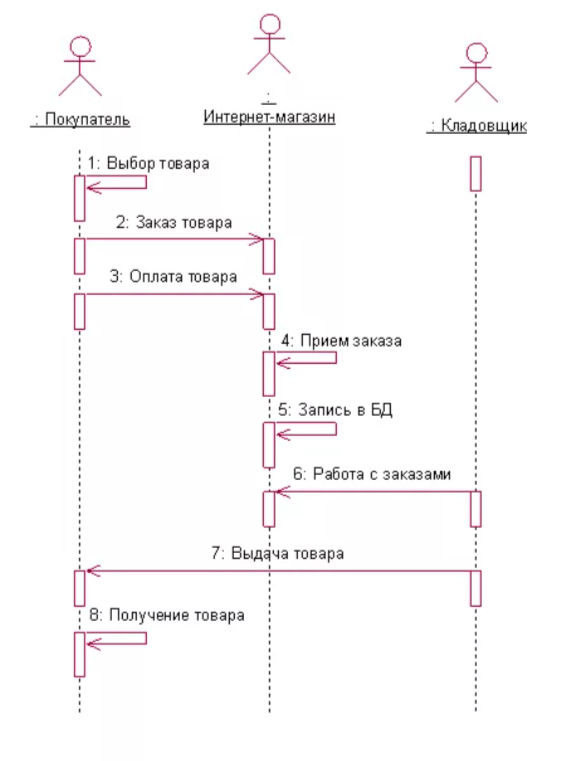 : Покупатель
:
Интернет-магазин
: Кладовщик
1: Выбор товара
2: Заказ товара
3: Оплата товара
4: Прием заказа
5: Запись в БД
6: Работа с заказами
7: Выдача товара
8: Получение товара